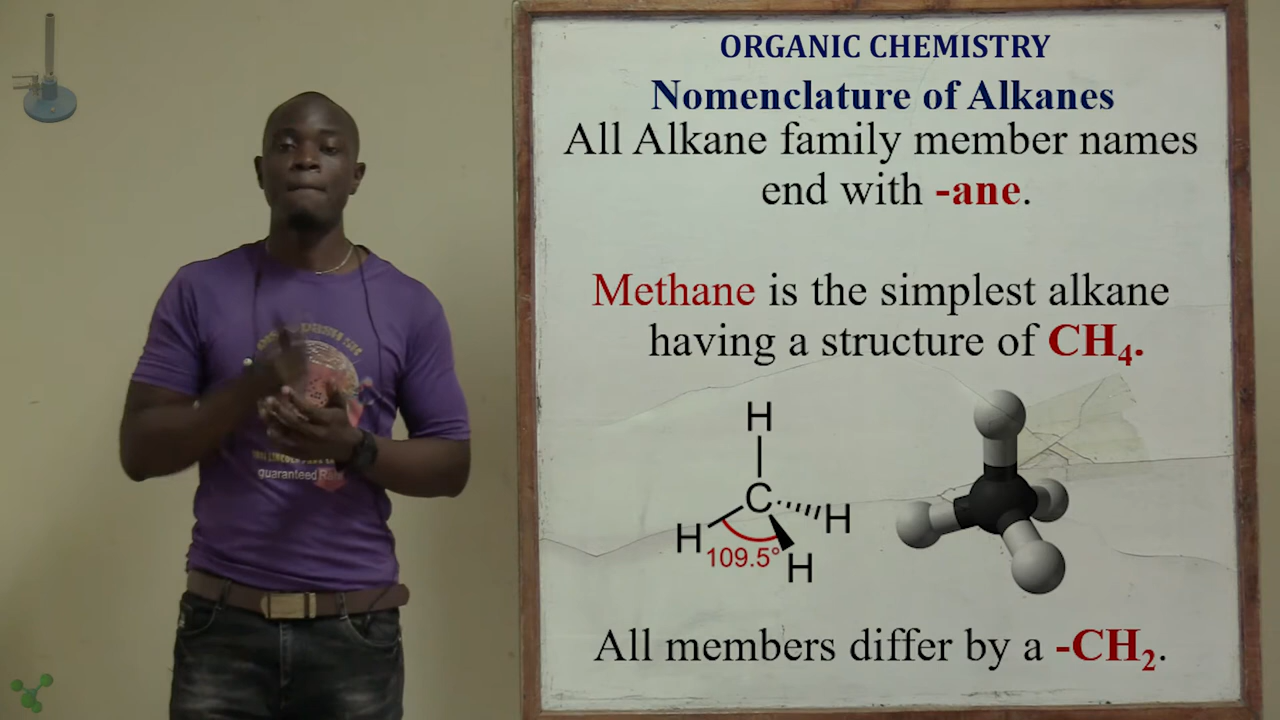 ORGANIC CHEMISTRY
Nomenclature of Alkanes
All Alkane family member names
end with -ane.
Methane is the simplest alkane
having a structure of CH₄.
H
C
H
H
H
109.5°
All members differ by a -CH₂.
guaranteed